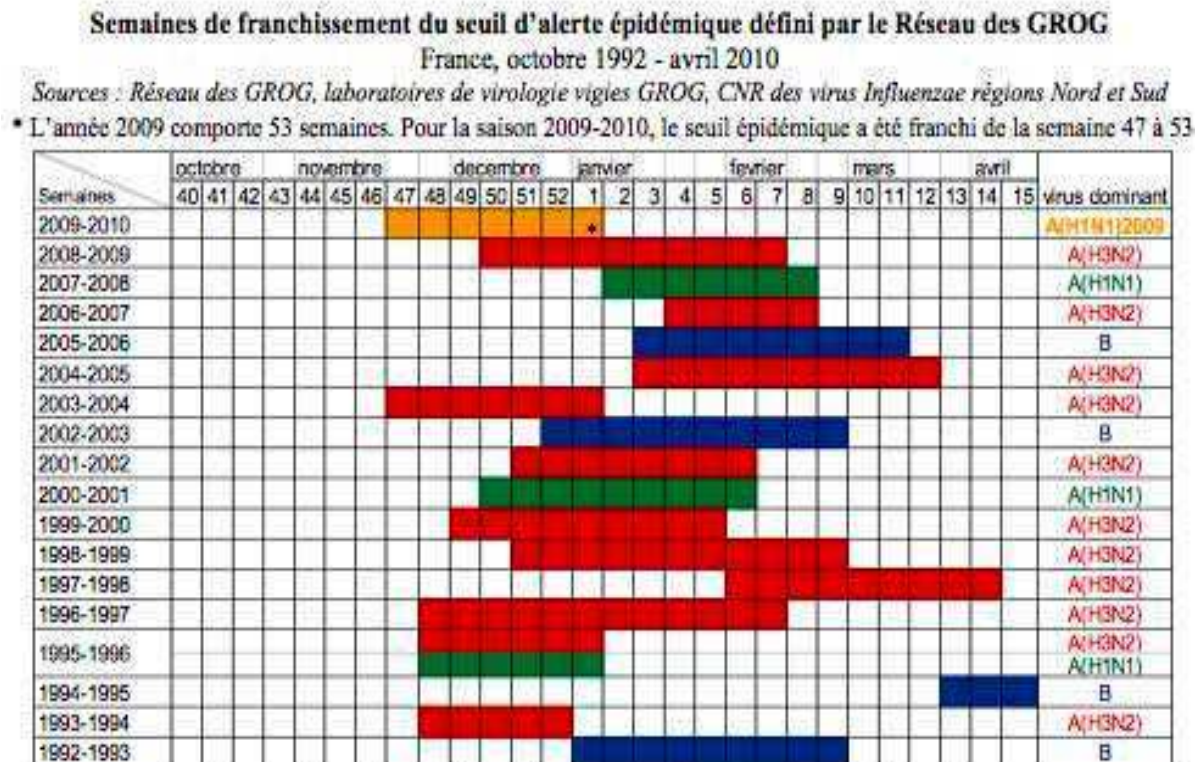 Semaines de franchissement du seuil d'alerte épidémique défini par le Réseau des GROG
France, octobre 1992 - avril 2010
Sources : Réseau des GROG, laboratoires de virologie vigies GROG, CNR des virus Influenzae régions Nord et Sud
* L'année 2009 comporte 53 semaines. Pour la saison 2009-2010, le seuil épidémique a été franchi de la semaine 47 à 53
octobre novembre decembre janvier fevrier mars avril
Semaines 40 41 42 43 44 45 46 47 48 49 50 51 52 1 2 3 4 5 6 7 8 9 10 11 12 13 14 15 virus dominant
2009-2010 * A(H1N1)2009
2008-2009 A(H3N2)
2007-2008 A(H1N1)
2006-2007 A(H3N2)
2005-2006 B
2004-2005 A(H3N2)
2003-2004 A(H3N2)
2002-2003 B
2001-2002 A(H3N2)
2000-2001 A(H1N1)
1999-2000 A(H3N2)
1998-1999 A(H3N2)
1997-1998 A(H3N2)
1996-1997 A(H3N2)
1995-1996 A(H3N2)
A(H1N1)
1994-1995 B
1993-1994 A(H3N2)
1992-1993 B